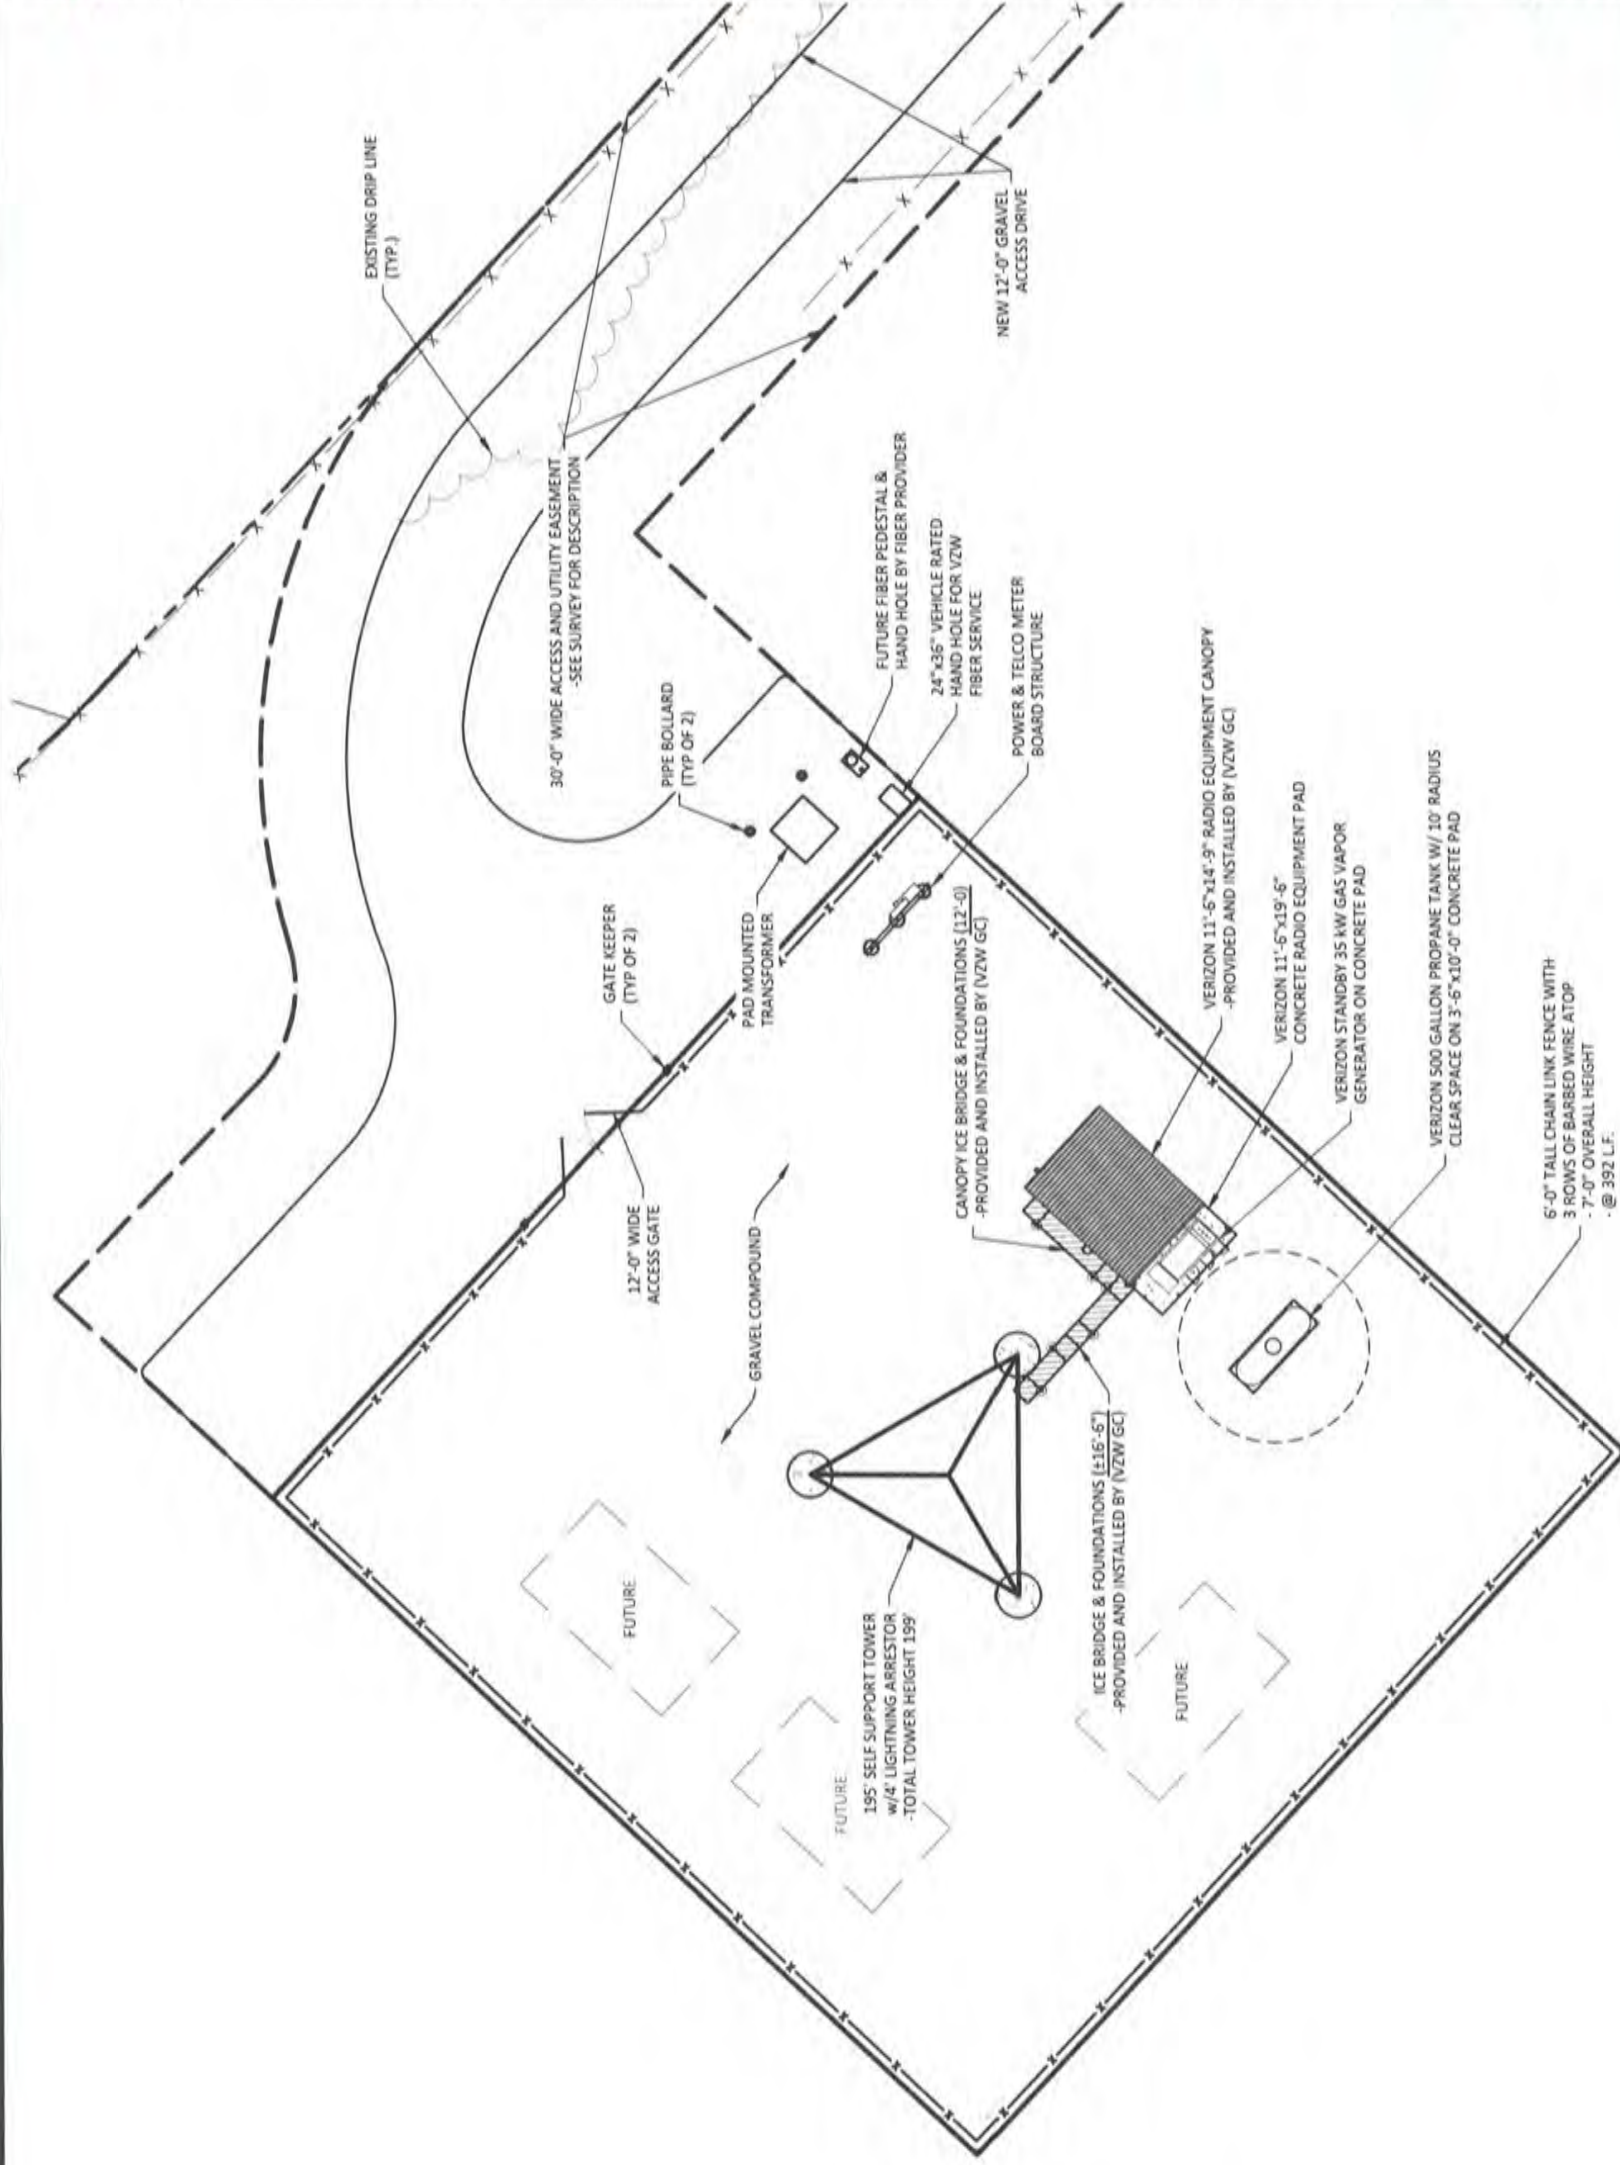 EXISTING DRIP LINE
(TYP.)
30'-0" WIDE ACCESS AND UTILITY EASEMENT
-SEE SURVEY FOR DESCRIPTION
NEW 12'-0" GRAVEL
ACCESS DRIVE
PIPE BOLLARD
(TYP OF 2)
FUTURE FIBER PEDESTAL &
HAND HOLE BY FIBER PROVIDER
24"x36" VEHICLE RATED
HAND HOLE FOR VZW
FIBER SERVICE
POWER & TELCO METER
BOARD STRUCTURE
GATE KEEPER
(TYP OF 2)
PAD MOUNTED
TRANSFORMER
12'-0" WIDE
ACCESS GATE
GRAVEL COMPOUND
CANOPY ICE BRIDGE & FOUNDATIONS (12'-0)
-PROVIDED AND INSTALLED BY (VZW GC)
VERIZON 11'-6"x14'-9" RADIO EQUIPMENT CANOPY
-PROVIDED AND INSTALLED BY (VZW GC)
VERIZON 11'-6"x19'-6"
CONCRETE RADIO EQUIPMENT PAD
VERIZON STANDBY 35 kW GAS VAPOR
GENERATOR ON CONCRETE PAD
VERIZON 500 GALLON PROPANE TANK W/ 10' RADIUS
CLEAR SPACE ON 3'-6"x10'-0" CONCRETE PAD
6'-0" TALL CHAIN LINK FENCE WITH
3 ROWS OF BARBED WIRE ATOP
- 7'-0" OVERALL HEIGHT
- @ 392 L.F.
FUTURE
FUTURE
195' SELF SUPPORT TOWER
w/4' LIGHTNING ARRESTOR
-TOTAL TOWER HEIGHT 199'
ICE BRIDGE & FOUNDATIONS (±16'-6")
-PROVIDED AND INSTALLED BY (VZW GC)
FUTURE